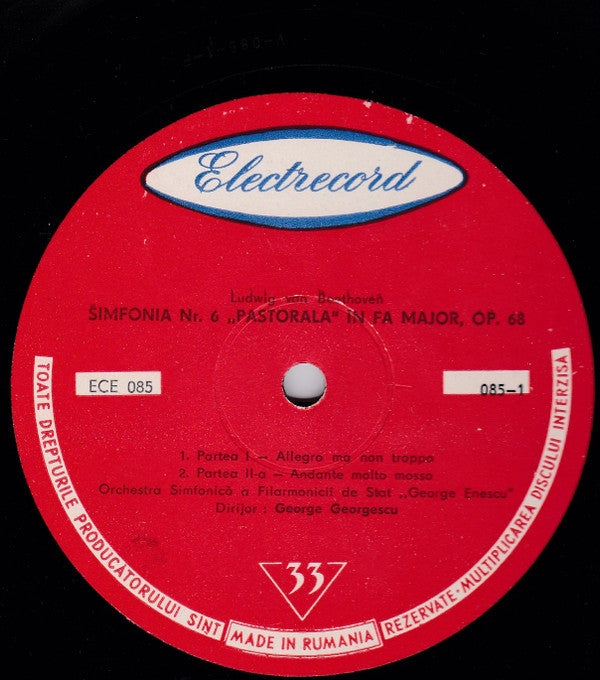 Electrecord
Ludwig van Beethoven
SIMFONIA Nr. 6 „PASTORALA” IN FA MAJOR, OP. 68
ECE 085
085–1
1. Partea I – Allegro ma non troppo
2. Partea II-a – Andante molto mosso
Orchestra Simfonică a Filarmonicii de Stat „George Enescu”
Dirijor : George Georgescu
33
TOATE DREPTURILE PRODUCĂTORULUI SINT REZERVATE · MULTIPLICAREA DISCULUI INTERZISA
MADE IN RUMANIA